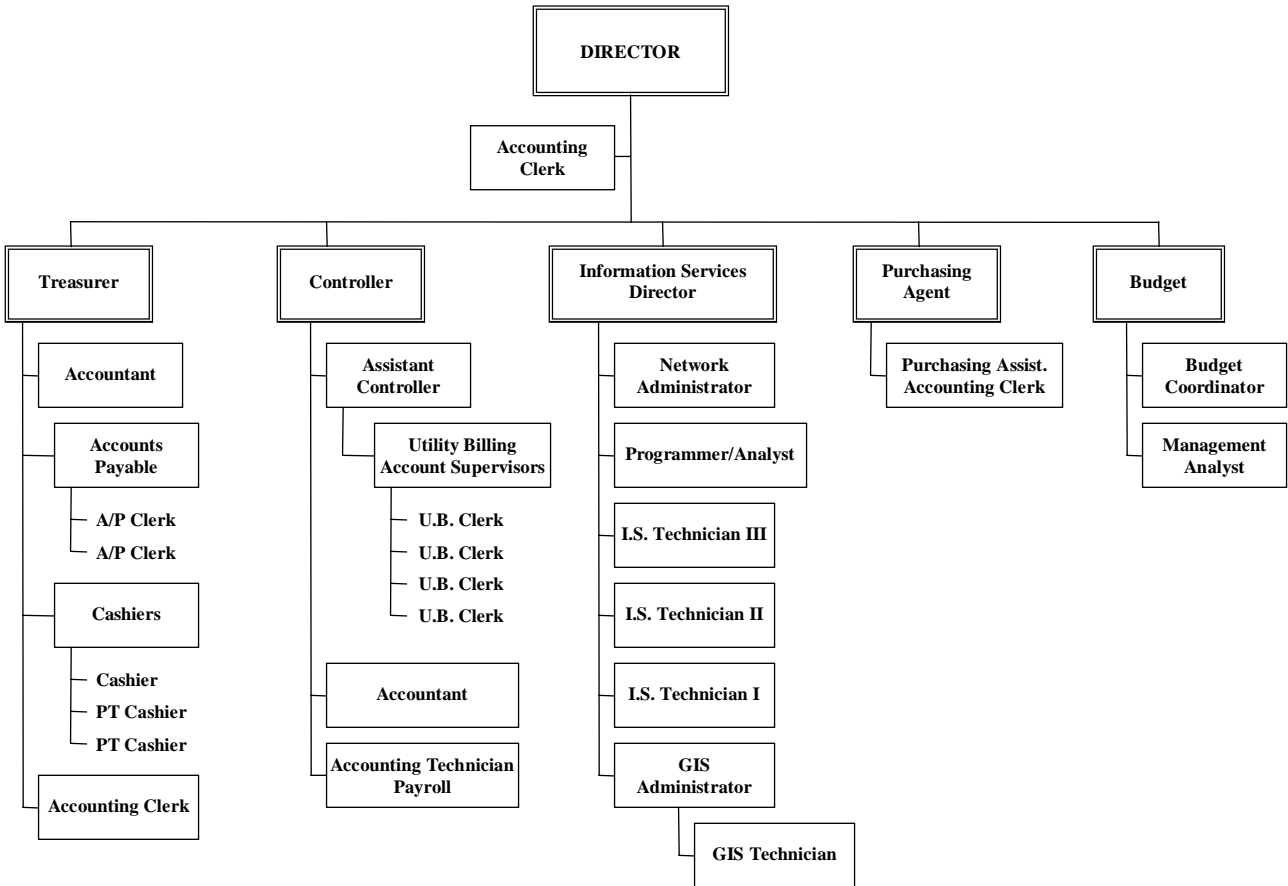 DIRECTOR
Accounting
Clerk
Treasurer
Accountant
Accounts
Payable
A/P Clerk
A/P Clerk
Cashiers
Cashier
PT Cashier
PT Cashier
Accounting Clerk
Controller
Assistant
Controller
Utility Billing
Account Supervisors
U.B. Clerk
U.B. Clerk
U.B. Clerk
U.B. Clerk
Accountant
Accounting Technician
Payroll
Information Services
Director
Network
Administrator
Programmer/Analyst
I.S. Technician III
I.S. Technician II
I.S. Technician I
GIS
Administrator
GIS Technician
Purchasing
Agent
Purchasing Assist.
Accounting Clerk
Budget
Budget
Coordinator
Management
Analyst